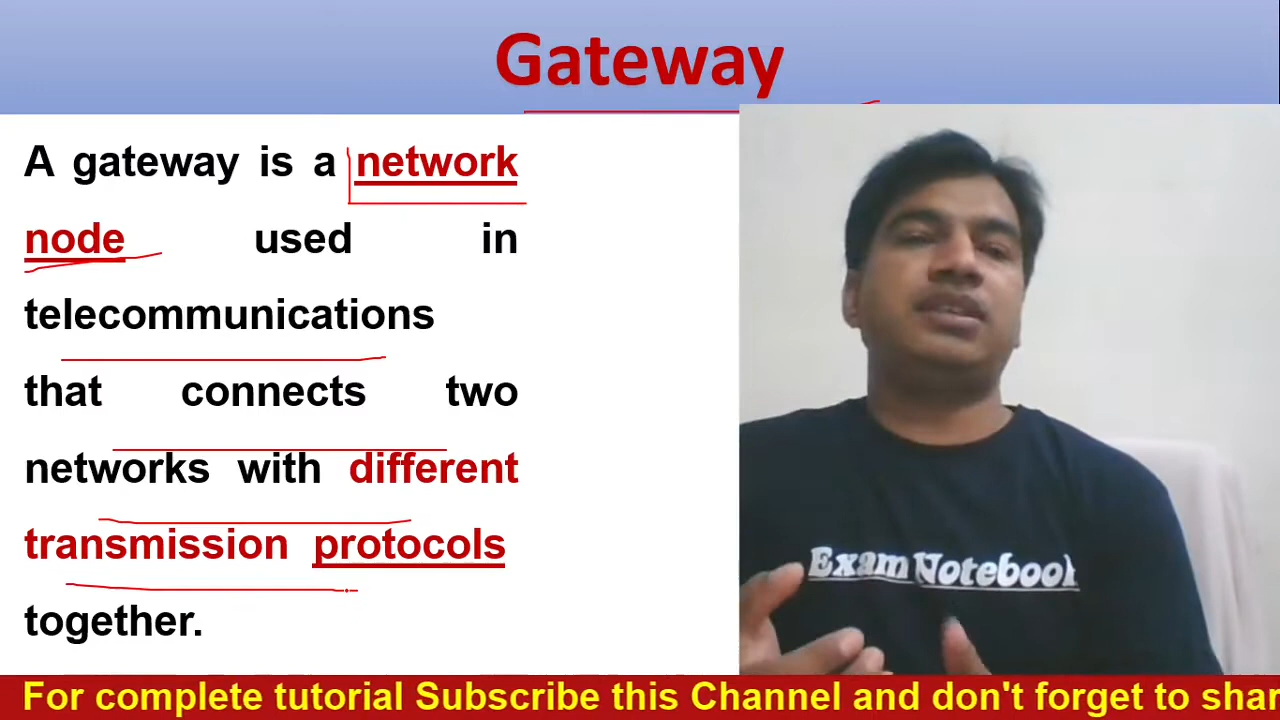 Gateway
A gateway is a network
node used in
telecommunications
that connects two
networks with different
transmission protocols
together.
Exam Notebook
For complete tutorial Subscribe this Channel and don't forget to shar